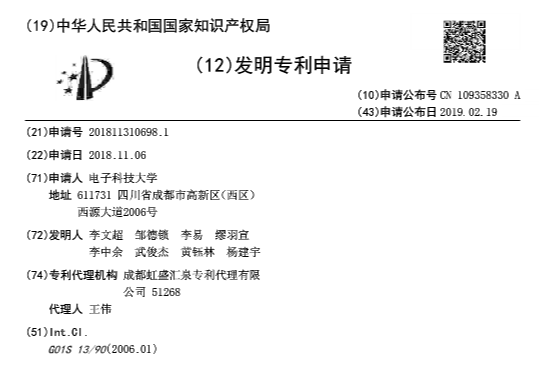 (19)中华人民共和国国家知识产权局
(12)发明专利申请
(10)申请公布号 CN 109358330 A
(43)申请公布日 2019.02.19
(21)申请号 201811310698.1
(22)申请日 2018.11.06
(71)申请人 电子科技大学
地址 611731 四川省成都市高新区(西区)
西源大道2006号
(72)发明人 李文超 邹德锁 李易 缪羽宣
李中余 武俊杰 黄钰林 杨建宇
(74)专利代理机构 成都虹盛汇泉专利代理有限
公司 51268
代理人 王伟
(51)Int.Cl.
G01S 13/90(2006.01)